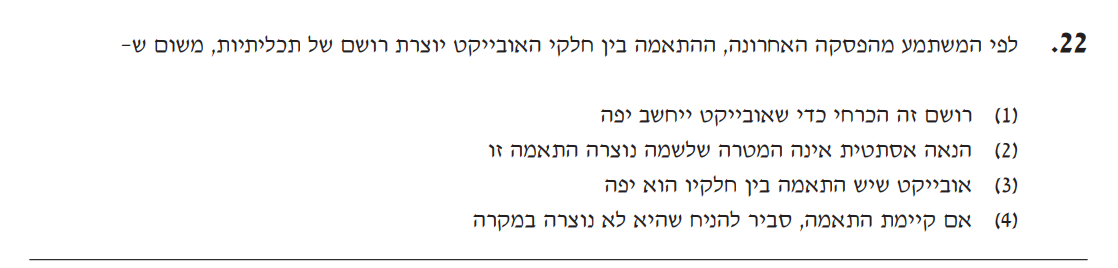 22. לפי המשתמע מהפסקה האחרונה, ההתאמה בין חלקי האובייקט יוצרת רושם של תכליתיות, משום ש-
(1) רושם זה הכרחי כדי שאובייקט ייחשב יפה
(2) הנאה אסתטית אינה המטרה שלשמה נוצרה התאמה זו
(3) אובייקט שיש התאמה בין חלקיו הוא יפה
(4) אם קיימת התאמה, סביר להניח שהיא לא נוצרה במקרה